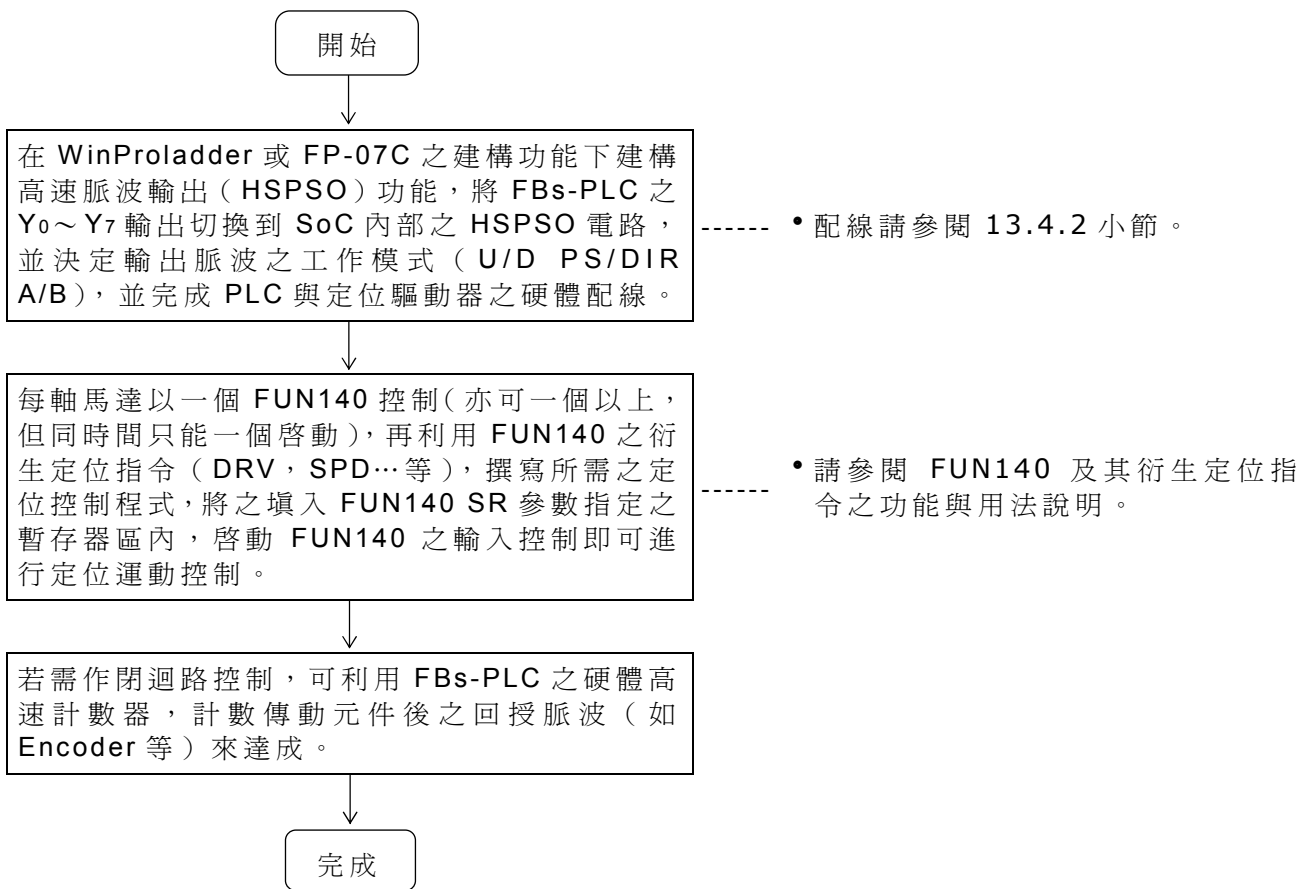 開始
在 WinProladder 或 FP-07C 之建構功能下建構
高速脈波輸出（HSPSO）功能，將 FBs-PLC 之
Y0～Y7 輸出切換到 SoC 內部之 HSPSO 電路，
並決定輸出脈波之工作模式（U/D PS/DIR
A/B），並完成 PLC 與定位驅動器之硬體配線。
------ •配線請參閱 13.4.2 小節。
每軸馬達以一個 FUN140 控制（亦可一個以上，
但同時間只能一個啓動），再利用 FUN140 之衍
生定位指令（DRV，SPD…等），撰寫所需之定
位控制程式，將之填入 FUN140 SR 參數指定之
暫存器區內，啓動 FUN140 之輸入控制即可進
行定位運動控制。
------ •請參閱 FUN140 及其衍生定位指
令之功能與用法說明。
若需作閉迴路控制，可利用 FBs-PLC 之硬體高
速計數器，計數傳動元件後之回授脈波（如
Encoder 等）來達成。
完成